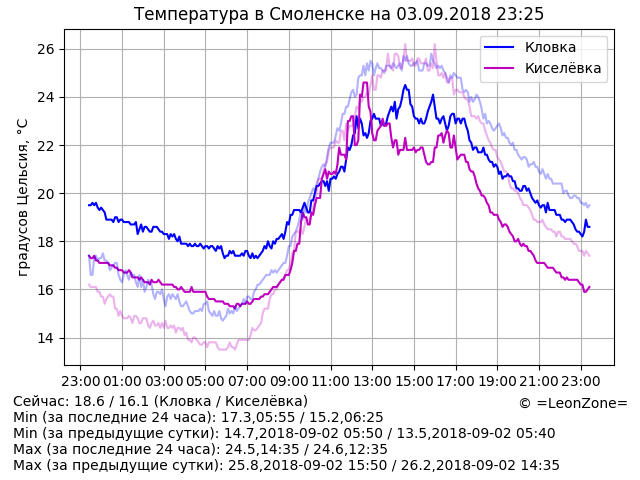 Температура в Смоленске на 03.09.2018 23:25
Кловка
Киселёвка
градусов Цельсия, °C
26
24
22
20
18
16
14
23:00 01:00 03:00 05:00 07:00 09:00 11:00 13:00 15:00 17:00 19:00 21:00 23:00
Сейчас: 18.6 / 16.1 (Кловка / Киселёвка)
© =LeonZone=
Min (за последние 24 часа): 17.3,05:55 / 15.2,06:25
Min (за предыдущие сутки): 14.7,2018-09-02 05:50 / 13.5,2018-09-02 05:40
Max (за последние 24 часа): 24.5,14:35 / 24.6,12:35
Max (за предыдущие сутки): 25.8,2018-09-02 15:50 / 26.2,2018-09-02 14:35